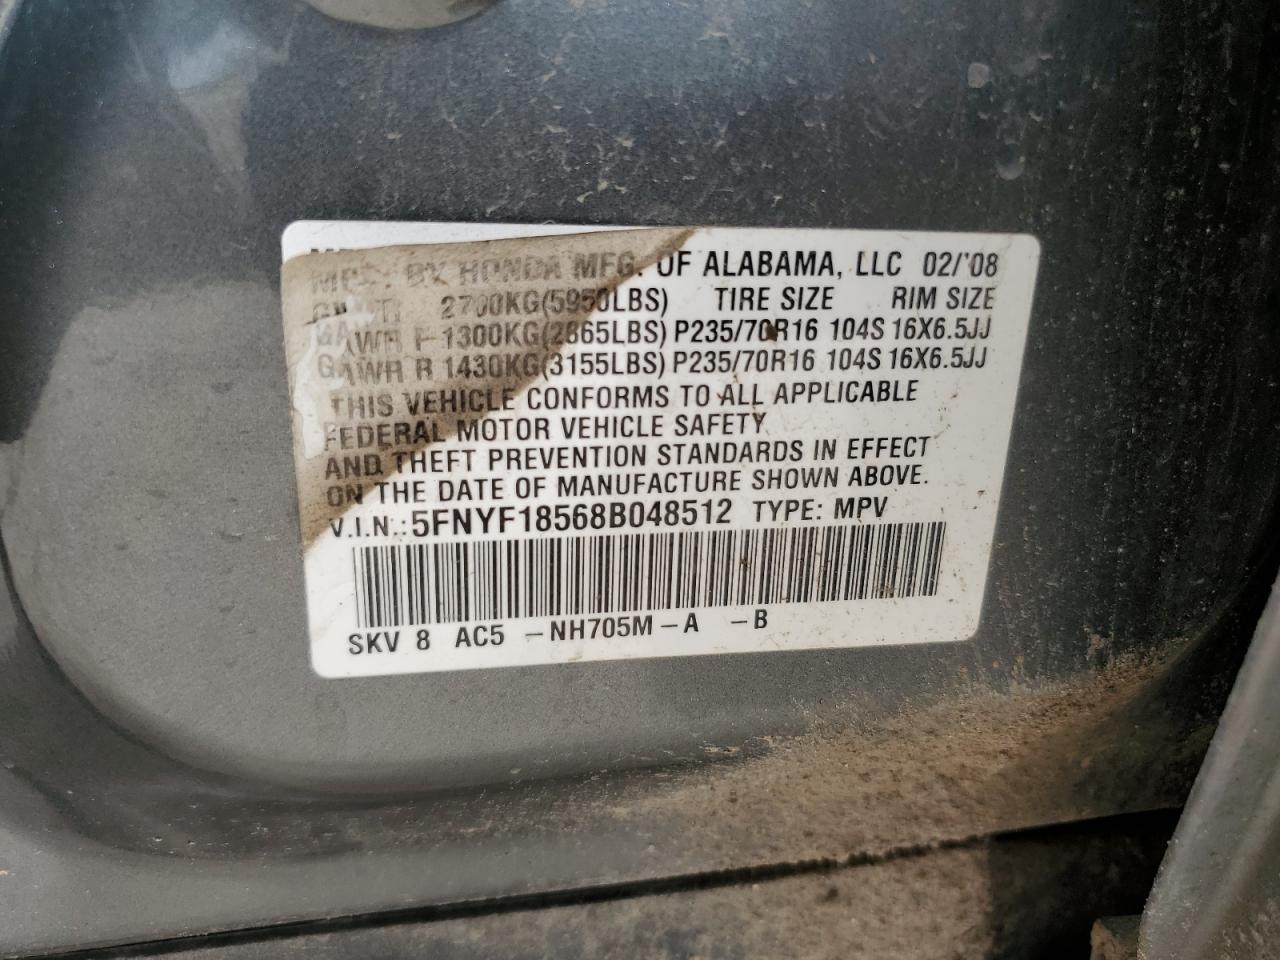 MFD. BY HONDA MFG. OF ALABAMA, LLC 02/'08
2700KG(5950LBS) TIRE SIZE RIM SIZE
GAWR F 1300KG(2865LBS) P235/70R16 104S 16X6.5JJ
GAWR R 1430KG(3155LBS) P235/70R16 104S 16X6.5JJ
THIS VEHICLE CONFORMS TO ALL APPLICABLE
FEDERAL MOTOR VEHICLE SAFETY
AND THEFT PREVENTION STANDARDS IN EFFECT
ON THE DATE OF MANUFACTURE SHOWN ABOVE.
V.I.N.:5FNYF18568B048512 TYPE: MPV
SKV 8 AC5 -NH705M-A -B